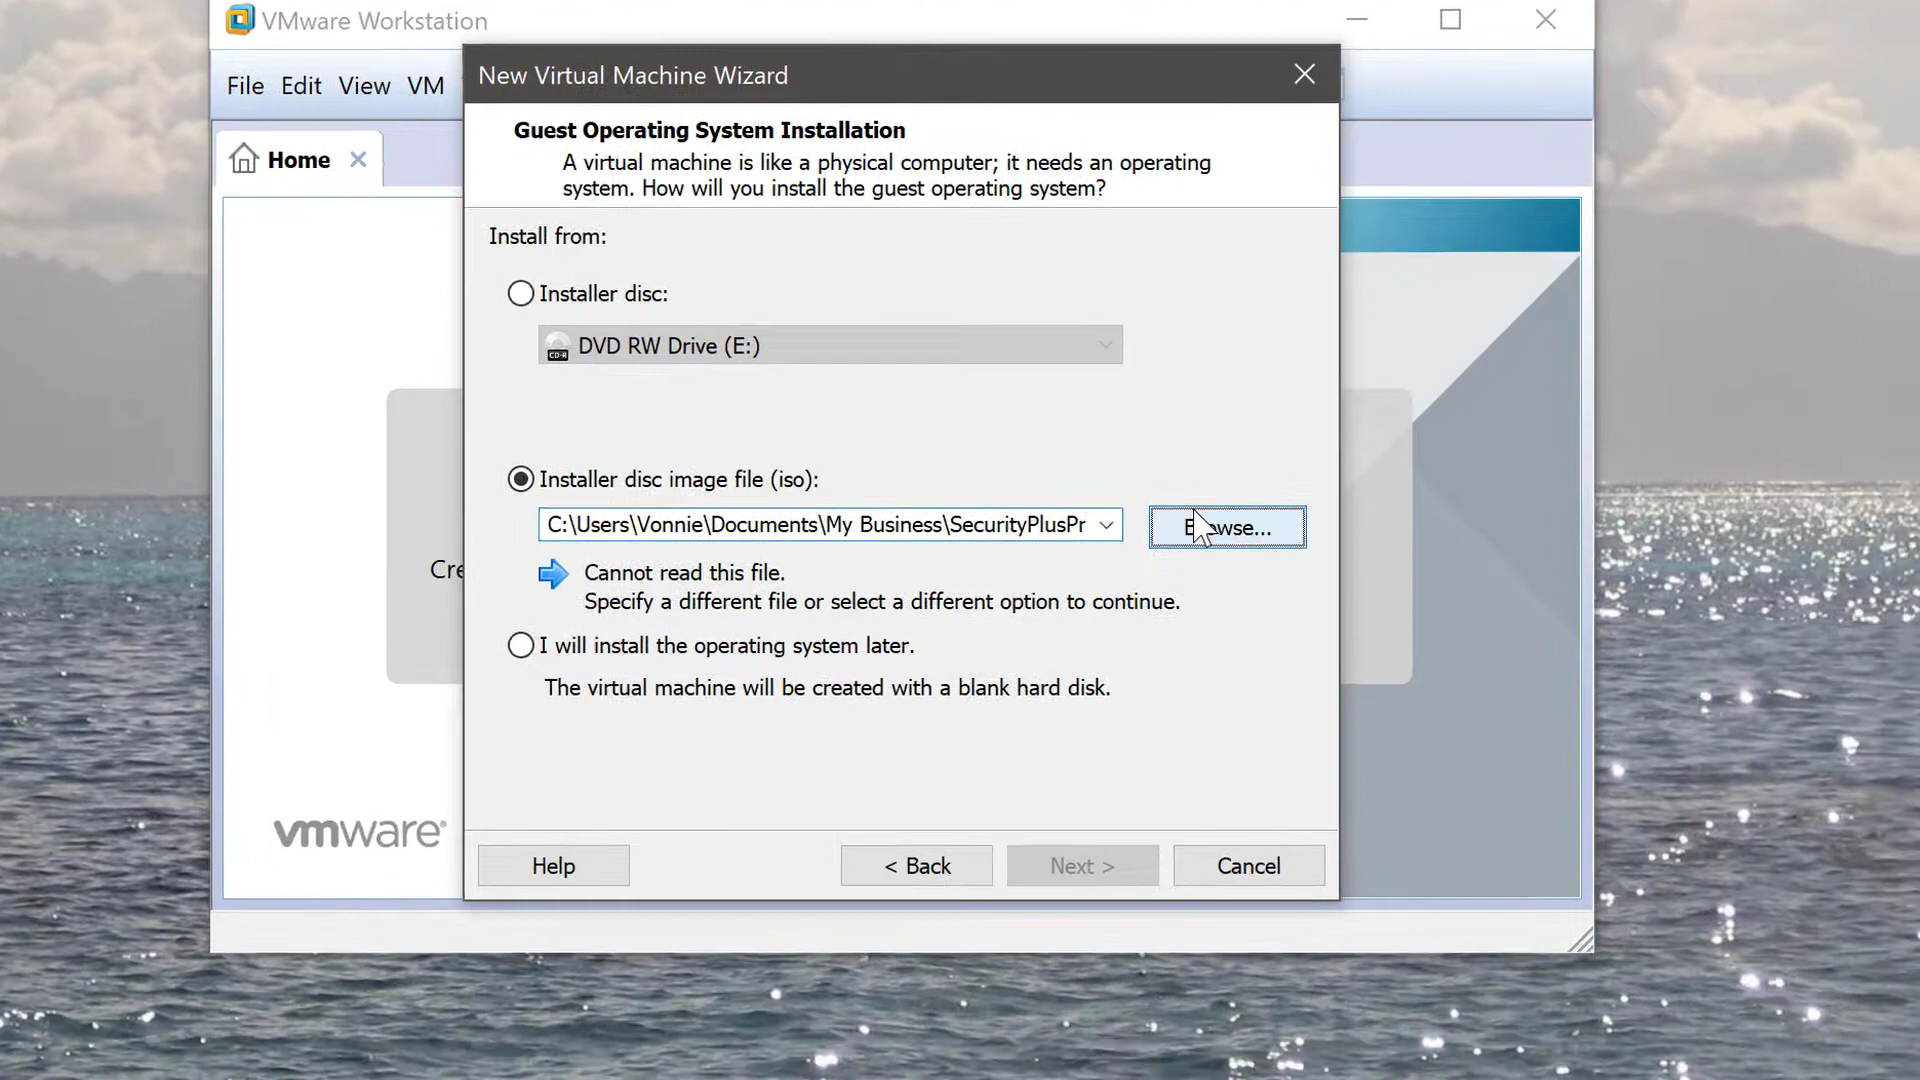 VMware Workstation
File Edit View VM
New Virtual Machine Wizard
Home
Guest Operating System Installation
A virtual machine is like a physical computer; it needs an operating
system. How will you install the guest operating system?
Install from:
Installer disc:
CD-R
DVD RW Drive (E:)
Installer disc image file (iso):
C:\Users\Vonnie\Documents\My Business\SecurityPlusPr
Cre
Cannot read this file.
Specify a different file or select a different option to continue.
I will install the operating system later.
The virtual machine will be created with a blank hard disk.
vmware
Help
< Back
Next >
Cancel